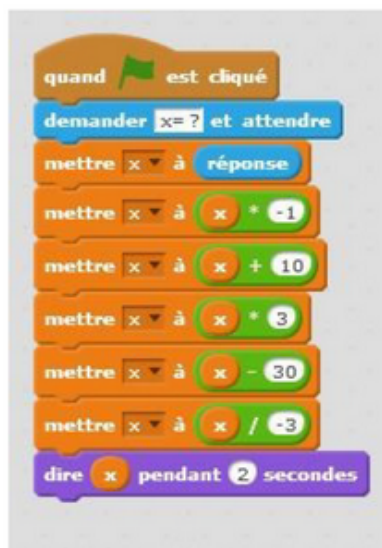 quand est cliqué
demander x= ? et attendre
mettre x à réponse
mettre x à x * -1
mettre x à x + 10
mettre x à x * 3
mettre x à x - 30
mettre x à x / -3
dire x pendant 2 secondes